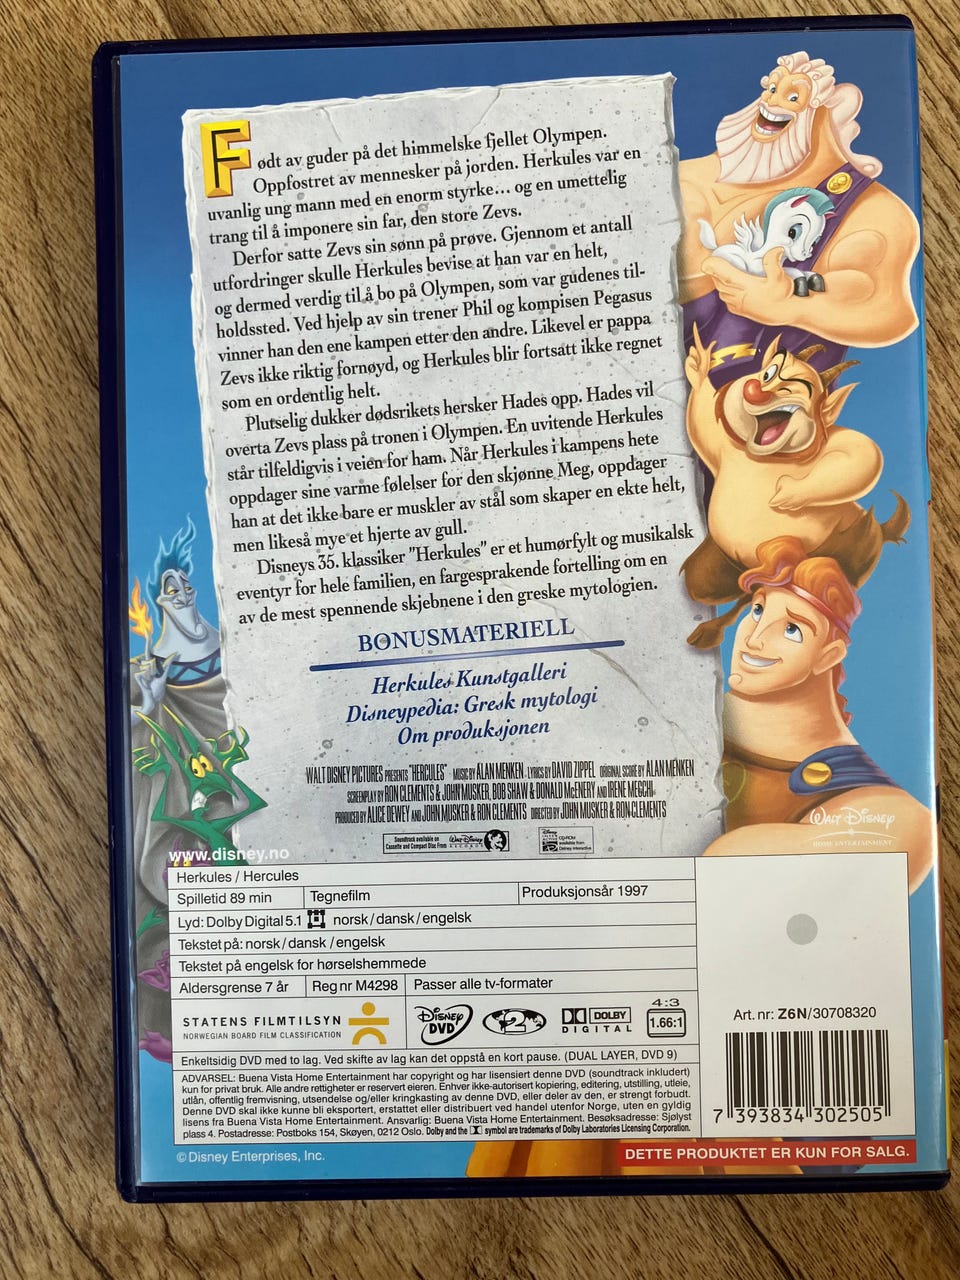 Født av guder på det himmelske fjellet Olympen.
Oppfostret av mennesker på jorden. Herkules var en
uvanlig ung mann med en enorm styrke... og en umettelig
trang til å imponere sin far, den store Zevs.
Derfor satte Zevs sin sønn på prøve. Gjennom et antall
utfordringer skulle Herkules bevise at han var en helt,
og dermed verdig til å bo på Olympen, som var gudenes til-
holdssted. Ved hjelp av sin trener Phil og kompisen Pegasus
vinner han den ene kampen etter den andre. Likevel er pappa
Zevs ikke riktig fornøyd, og Herkules blir fortsatt ikke regnet
som en ordentlig helt.
Plutselig dukker dødsrikets hersker Hades opp. Hades vil
overta Zevs plass på tronen i Olympen. En uvitende Herkules
står tilfeldigvis i veien for ham. Når Herkules i kampens hete
oppdager sine varme følelser for den skjønne Meg, oppdager
han at det ikke bare er muskler av stål som skaper en ekte helt,
men likeså mye et hjerte av gull.
Disneys 35. klassiker "Herkules" er et humørfylt og musikalsk
eventyr for hele familien, en fargesprakende fortelling om en
av de mest spennende skjebnene i den greske mytologien.
BONUSMATERIELL
Herkules Kunstgalleri
Disneypedia: Gresk mytologi
Om produksjonen
WALT DISNEY PICTURES PRESENTS "HERCULES" MUSIC BY ALAN MENKEN LYRICS BY DAVID ZIPPEL ORIGINAL SCORE BY ALAN MENKEN
SCREENPLAY BY RON CLEMENTS & JOHN MUSKER, BOB SHAW & DONALD McENERY AND IRENE MECCHI
PRODUCED BY ALICE DEWEY AND JOHN MUSKER & RON CLEMENTS DIRECTED BY JOHN MUSKER & RON CLEMENTS
Soundtrack available on
Cassette and Compact Disc From
Walt Disney
RECORDS
CD-ROM
available from
Disney Interactive
Walt Disney
HOME ENTERTAINMENT
www.disney.no
Herkules / Hercules
Spilletid 89 min Tegnefilm Produksjonsår 1997
Lyd: Dolby Digital 5.1 norsk / dansk / engelsk
Tekstet på: norsk / dansk / engelsk
Tekstet på engelsk for hørselshemmede
Aldersgrense 7 år Reg nr M4298 Passer alle tv-formater
STATENS FILMTILSYN
NORWEGIAN BOARD FILM CLASSIFICATION
Disney
DVD
2
DOLBY
DIGITAL
4:3
1.66:1
Enkeltsidig DVD med to lag. Ved skifte av lag kan det oppstå en kort pause. (DUAL LAYER, DVD 9)
ADVARSEL: Buena Vista Home Entertainment har copyright og har lisensiert denne DVD (soundtrack inkludert)
kun for privat bruk. Alle andre rettigheter er reservert eieren. Enhver ikke-autorisert kopiering, editering, utstilling, utleie,
utlån, offentlig fremvisning, utsendelse og/eller kringkasting av denne DVD, eller deler av den, er strengt forbudt.
Denne DVD skal ikke kunne bli eksportert, erstattet eller distribuert ved handel utenfor Norge, uten en gyldig
lisens fra Buena Vista Home Entertainment. Ansvarlig: Buena Vista Home Entertainment. Besøksadresse: Sjølyst
plass 4. Postadresse: Postboks 154, Skøyen, 0212 Oslo. Dolby and the symbol are trademarks of Dolby Laboratories Licensing Corporation.
Art. nr: Z6N/30708320
7 393834 302505
© Disney Enterprises, Inc.
DETTE PRODUKTET ER KUN FOR SALG.